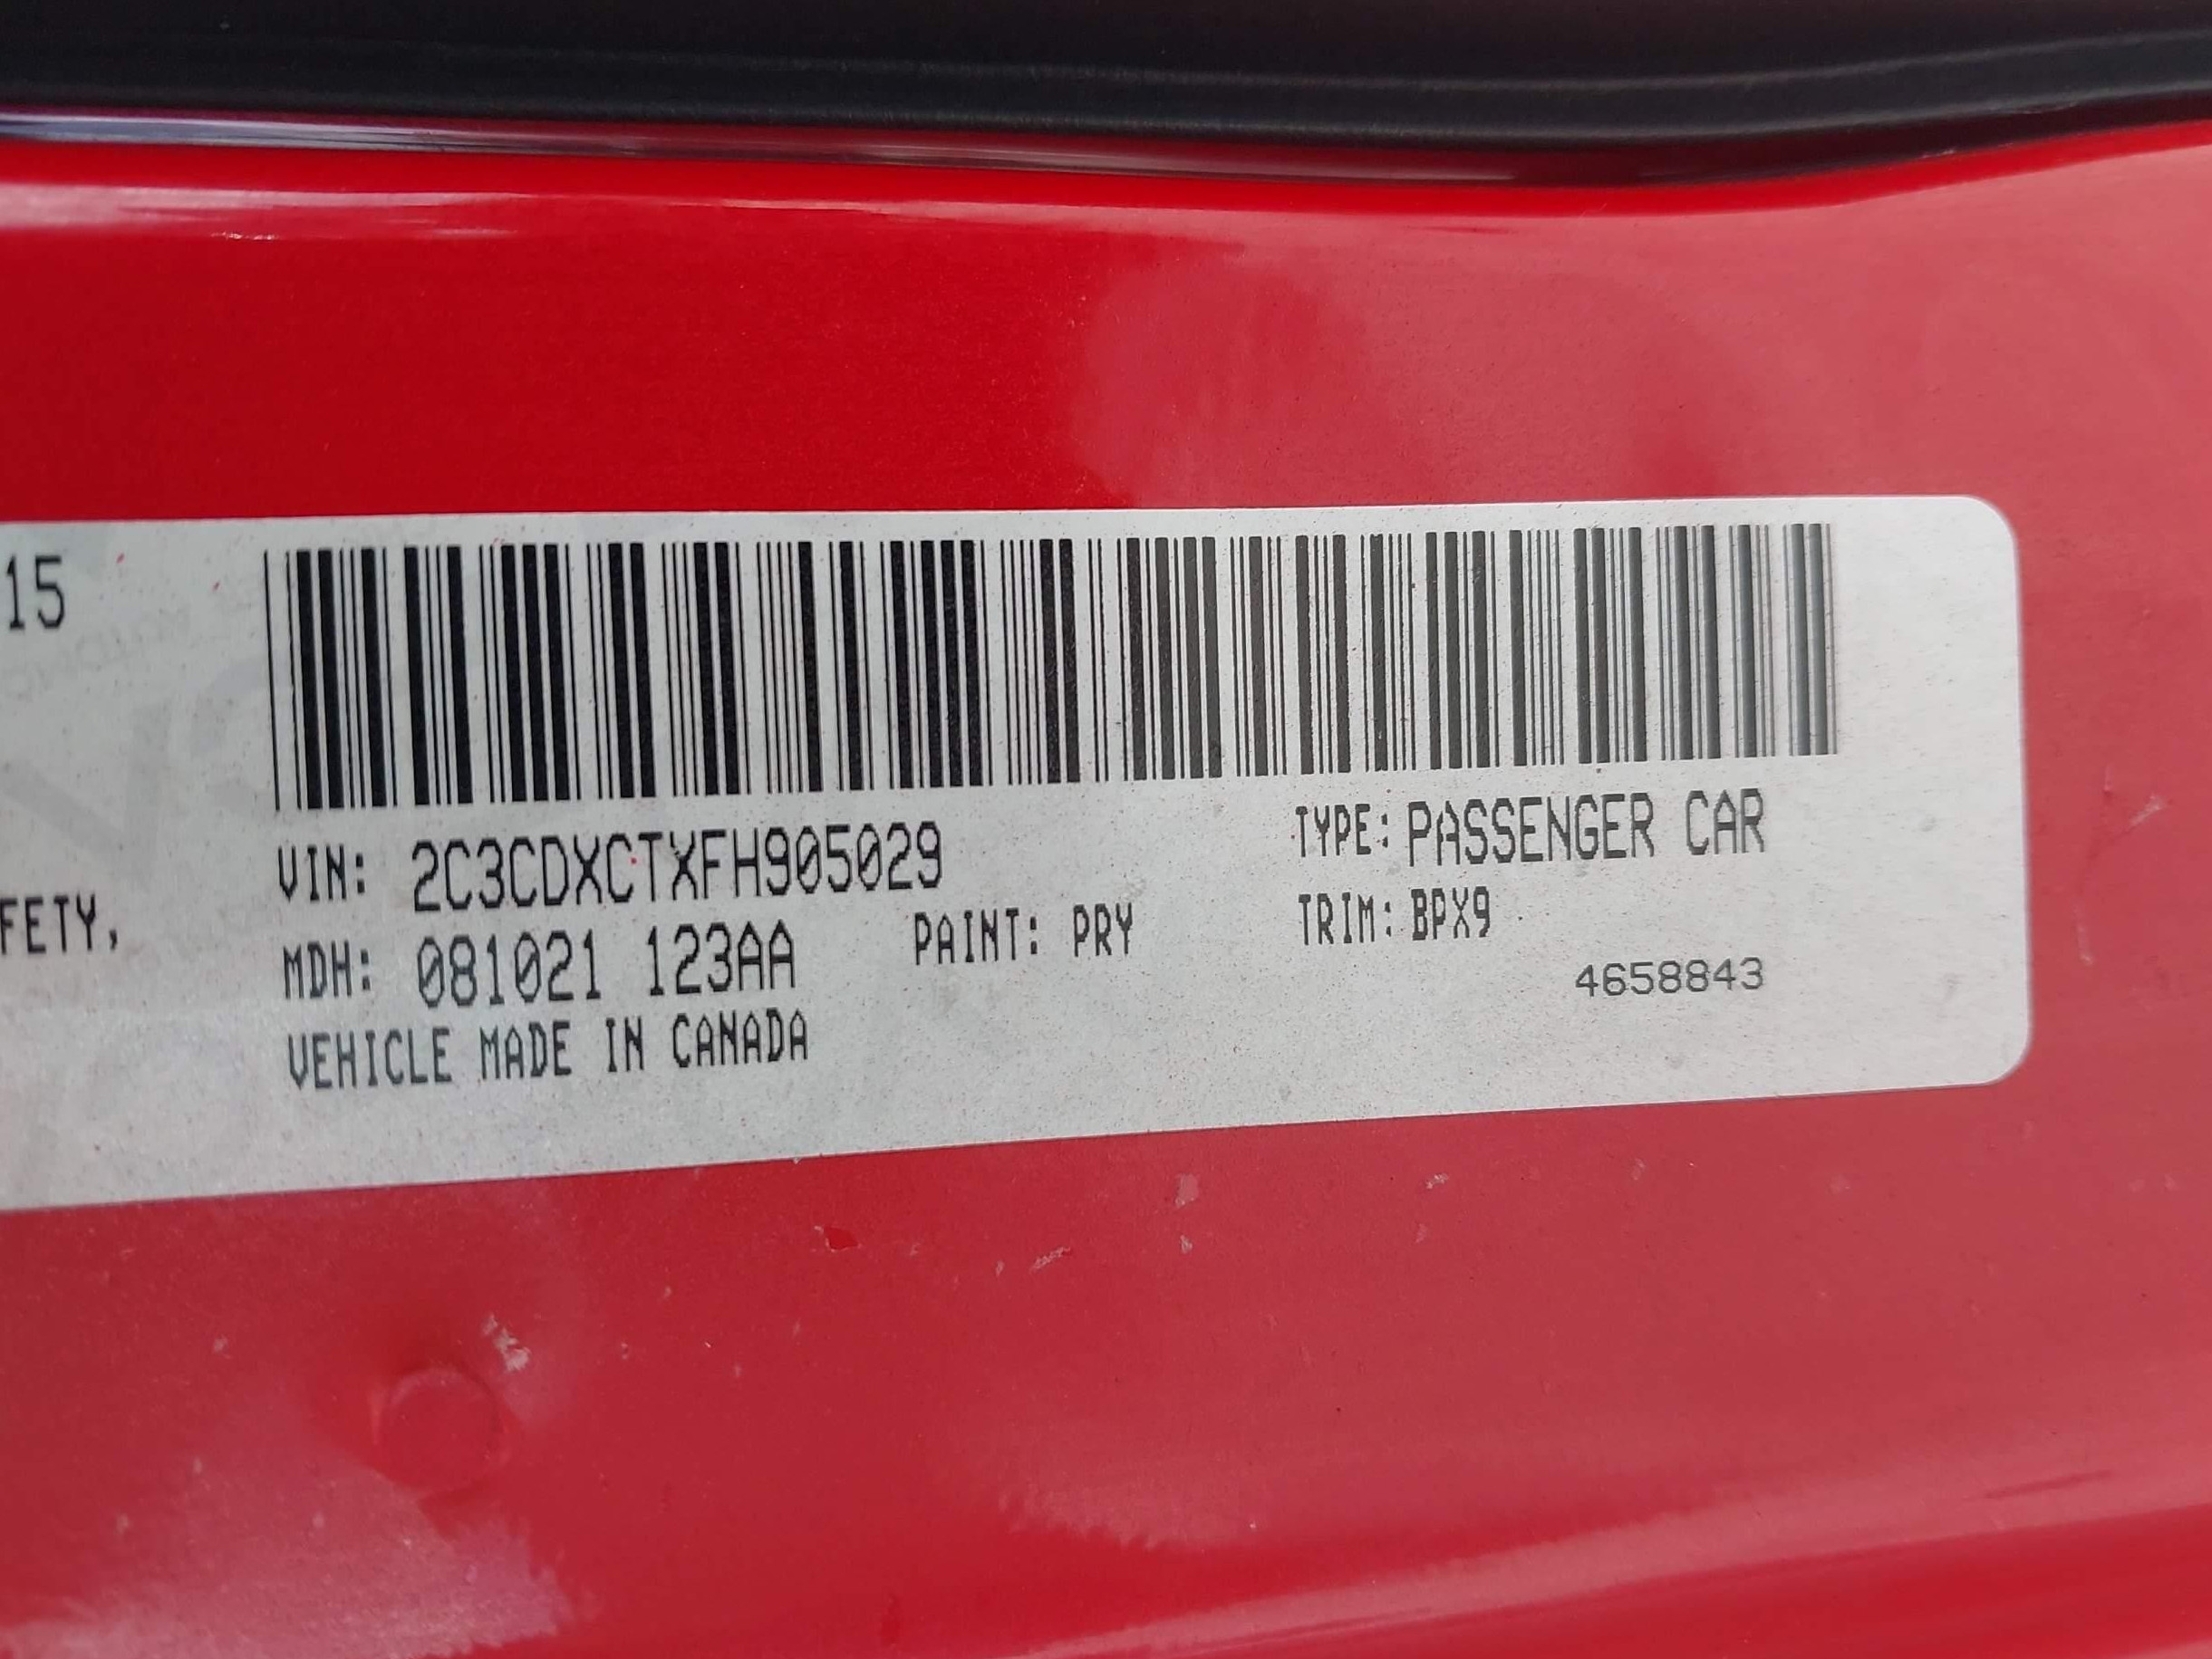 15
FETY,
VIN: 2C3CDXCTXFH905029
TYPE: PASSENGER CAR
MDH: 081021 123AA PAINT: PRY
TRIM: BPX9
4658843
VEHICLE MADE IN CANADA